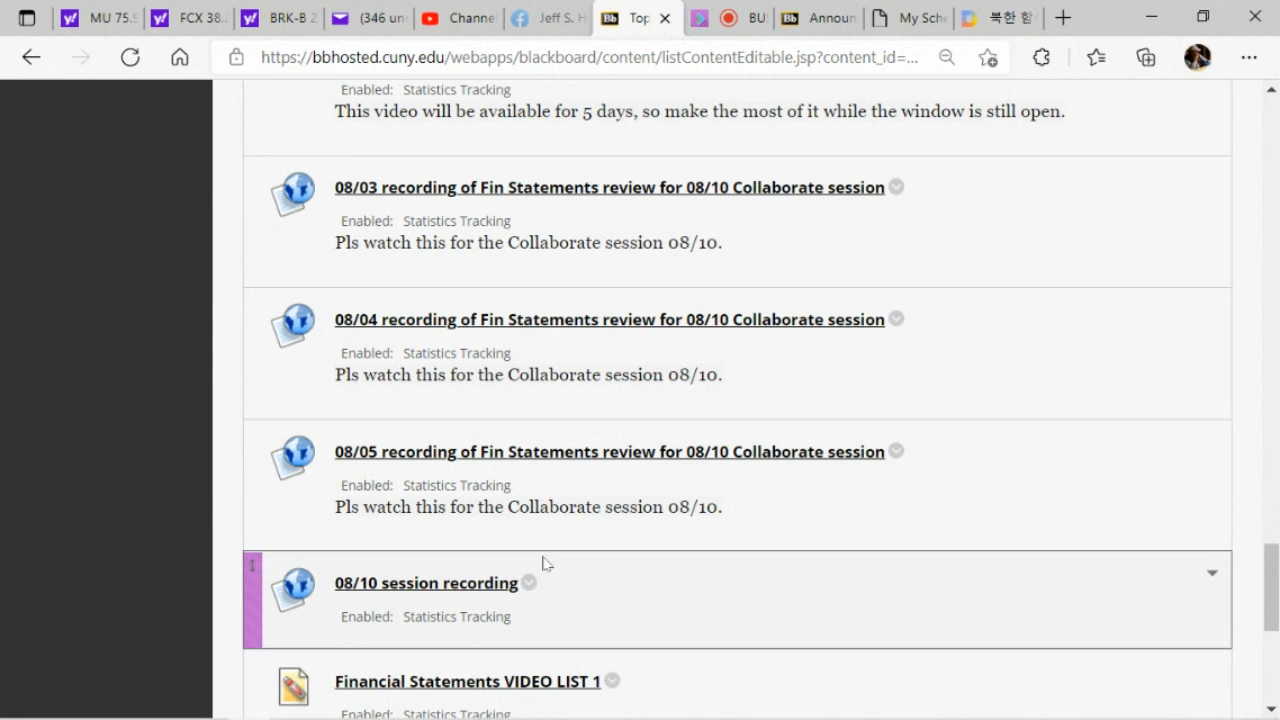 MU 75.
FCX 38.
BRK-B 2
(346 un
Channe
Jeff S. H
Top
BU
Announ
My Sch
북한 함
https://bbhosted.cuny.edu/webapps/blackboard/content/listContentEditable.jsp?content_id=...
Enabled: Statistics Tracking
This video will be available for 5 days, so make the most of it while the window is still open.
08/03 recording of Fin Statements review for 08/10 Collaborate session
Enabled: Statistics Tracking
Pls watch this for the Collaborate session 08/10.
08/04 recording of Fin Statements review for 08/10 Collaborate session
Enabled: Statistics Tracking
Pls watch this for the Collaborate session 08/10.
08/05 recording of Fin Statements review for 08/10 Collaborate session
Enabled: Statistics Tracking
Pls watch this for the Collaborate session 08/10.
08/10 session recording
Enabled: Statistics Tracking
Financial Statements VIDEO LIST 1
Enabled: Statistics Tracking